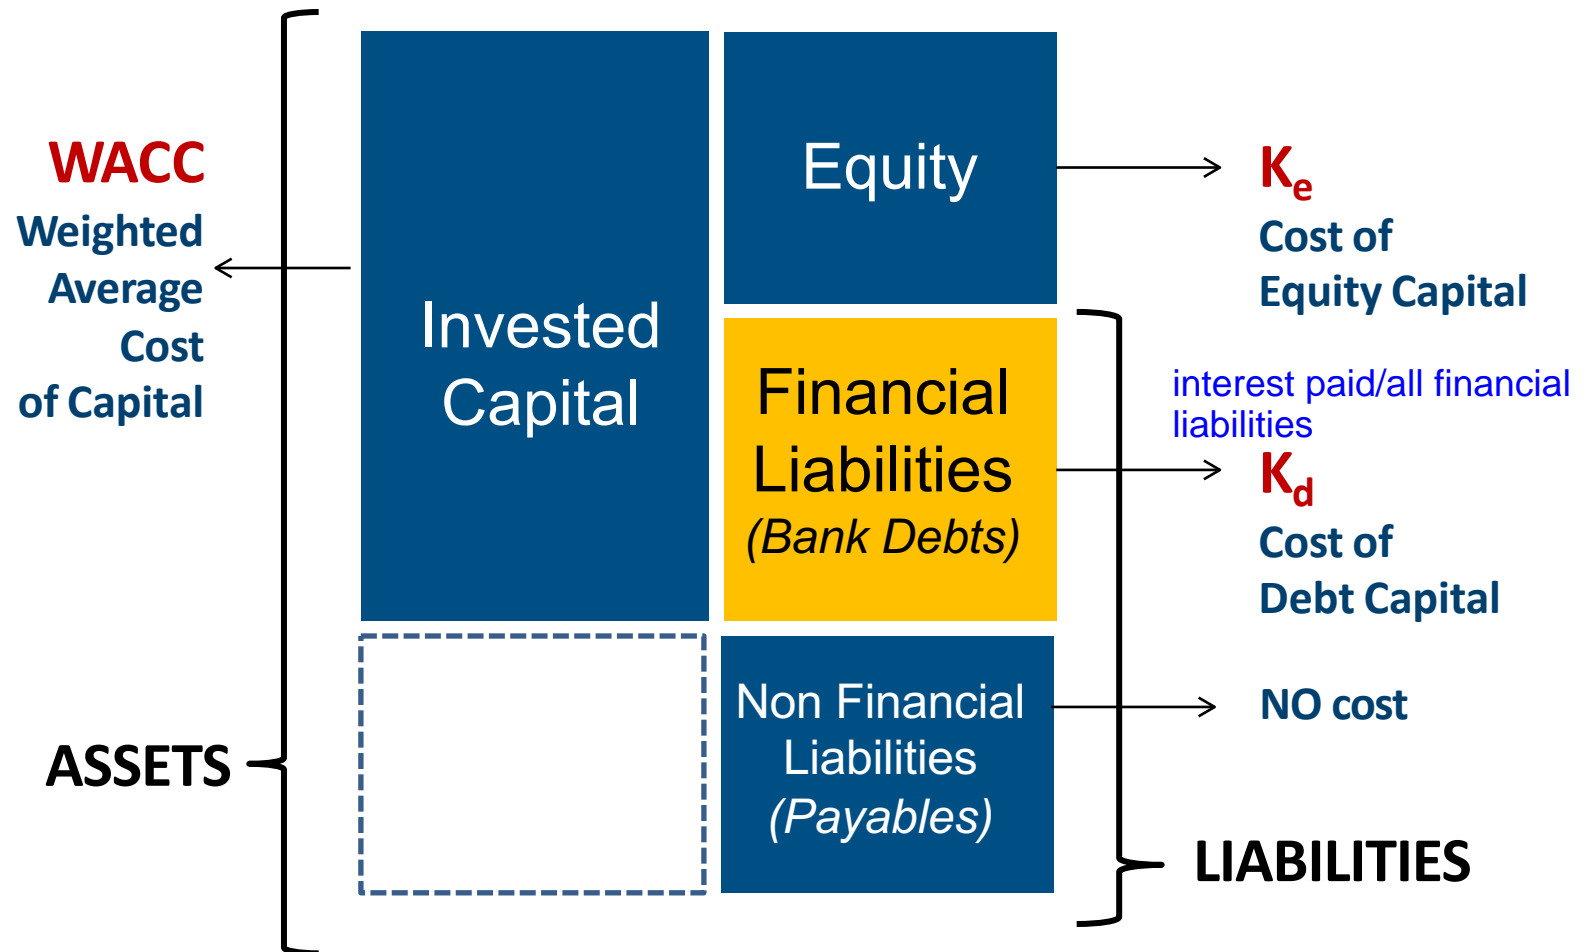 WACC
Weighted
Average
Cost
of Capital
ASSETS
Invested
Capital
Equity
Financial
Liabilities
(Bank Debts)
Non Financial
Liabilities
(Payables)
Ke
Cost of
Equity Capital
interest paid/all financial
liabilities
Kd
Cost of
Debt Capital
NO cost
LIABILITIES